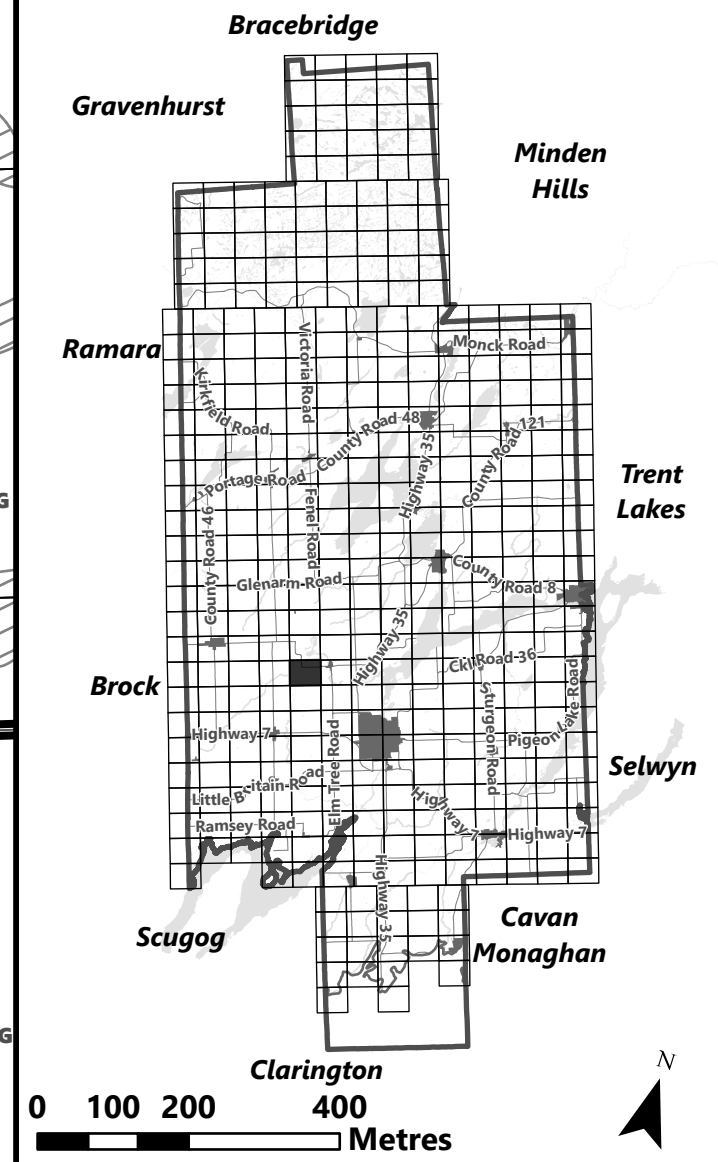 Bracebridge
Gravenhurst
Minden
Hills
Ramara
Monck Road
Victoria Road
Kirkfield Road
County Road 48
County Road 121
Highway 35
Portage Road
Fenel Road
Trent
Lakes
G
County Road 46
Glenarm Road
County Road 8
Highway 35
CKL Road 36
Brock
Sturgeon Road
Pigeon Lake Road
Highway 7
Elm Tree Road
Selwyn
Little Britain Road
Highway 7
Ramsey Road
Highway 7
Highway 35
Scugog
Cavan
Monaghan
G
Clarington
N
0 100 200 400
Metres